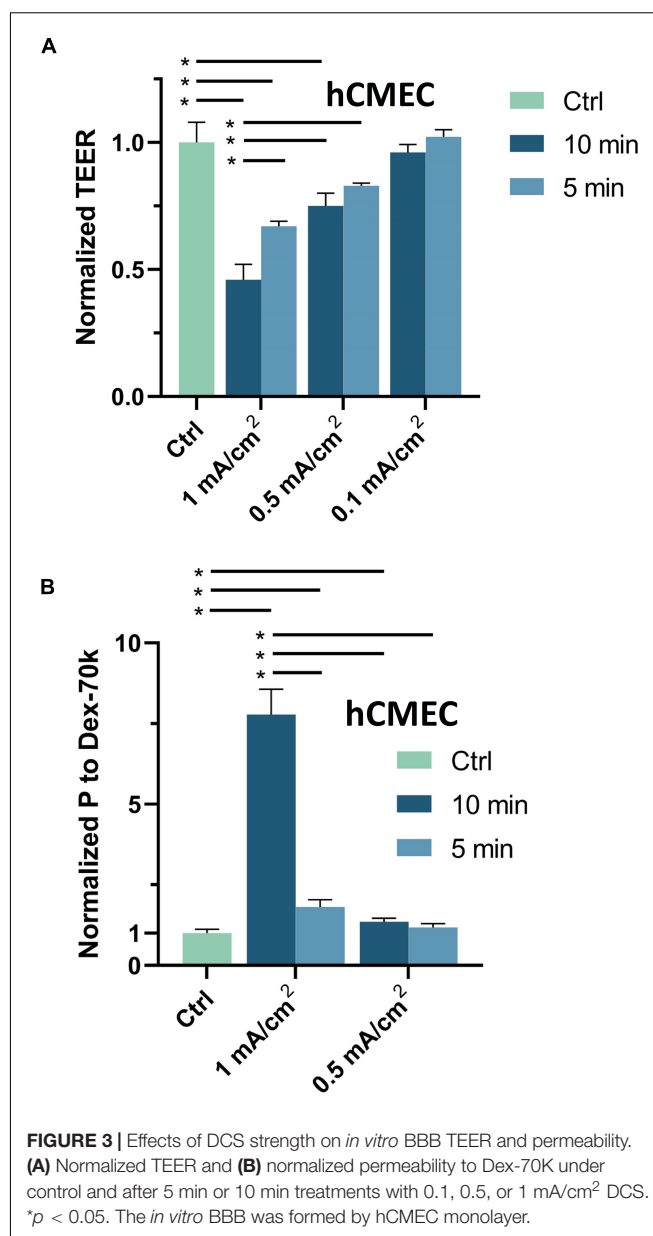 A
* 
*
*
hCMEC
*
*
*
Ctrl
10 min
5 min
Normalized TEER
1.0
0.5
0.0
Ctrl
1 mA/cm²
0.5 mA/cm²
0.1 mA/cm²
B
*
*
*
*
*
*
hCMEC
Ctrl
10 min
5 min
Normalized P to Dex-70k
10
5
1
0
Ctrl
1 mA/cm²
0.5 mA/cm²
FIGURE 3 | Effects of DCS strength on in vitro BBB TEER and permeability.
(A) Normalized TEER and (B) normalized permeability to Dex-70K under
control and after 5 min or 10 min treatments with 0.1, 0.5, or 1 mA/cm² DCS.
*p < 0.05. The in vitro BBB was formed by hCMEC monolayer.